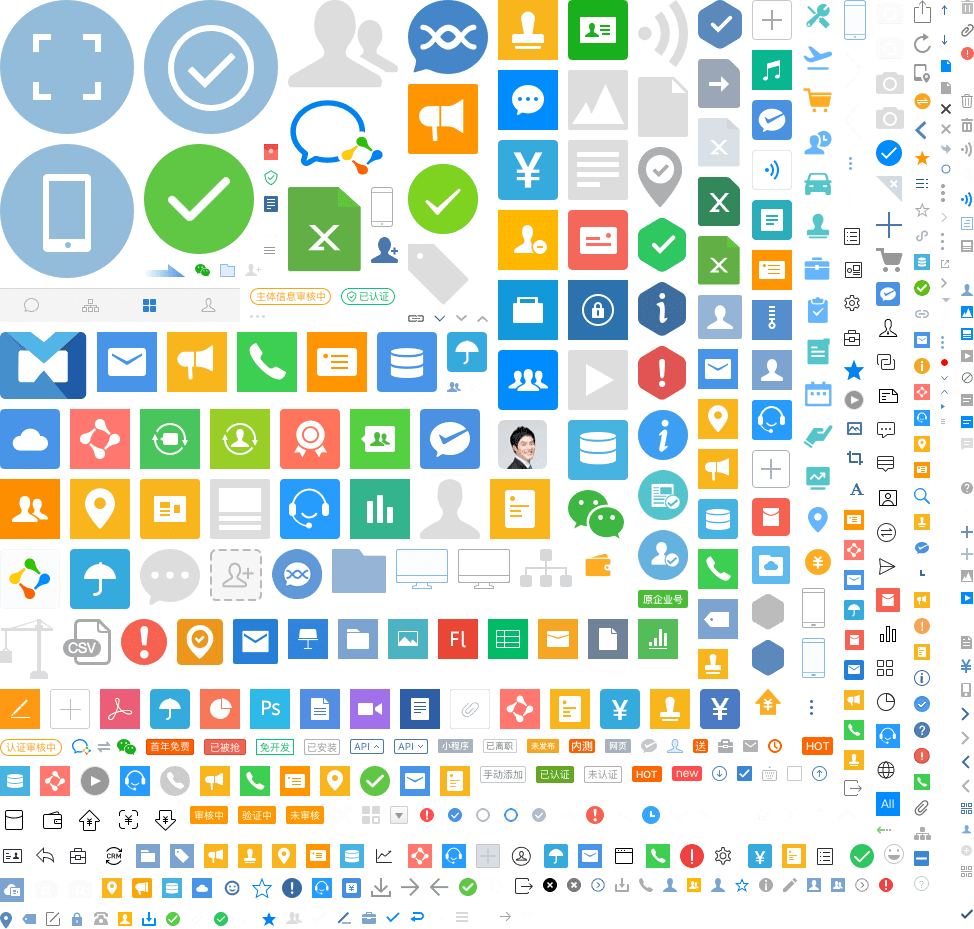 主体信息审核中
已认证
原企业号
CSV
Fl
Ps
认证审核中
首年免费
已被抢
免开发
已安装
API
API
小程序
已离职
未发布
内测
网页
送
HOT
手动添加
已认证
未认证
HOT
new
All
审核中
验证中
未审核
CRM